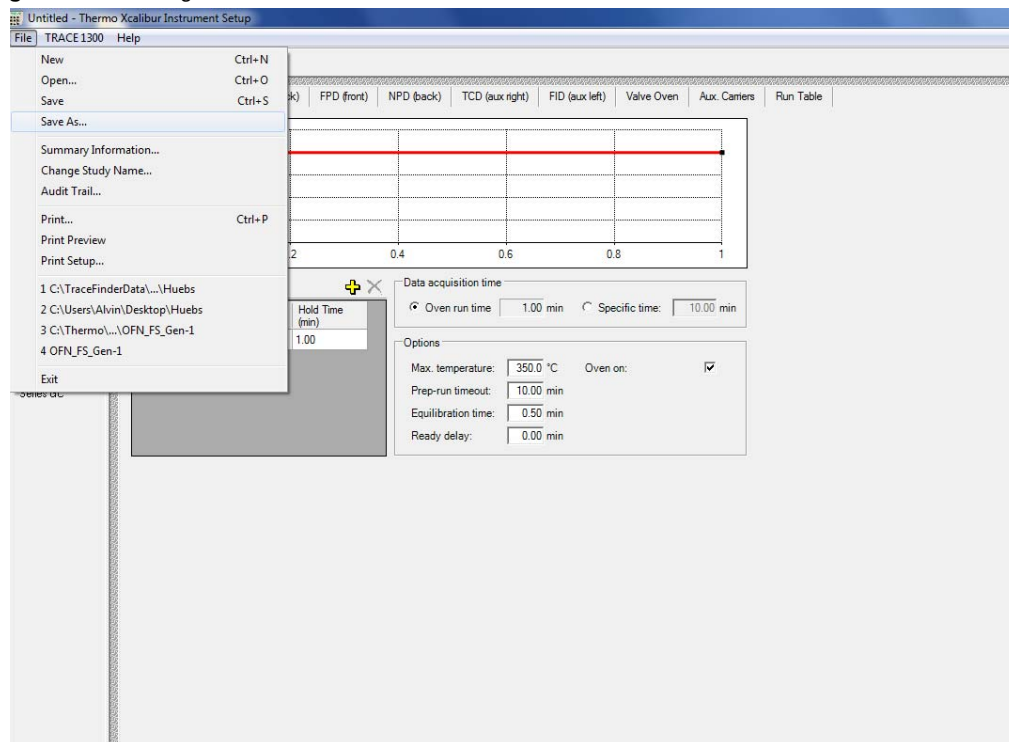 Untitled - Thermo Xcalibur Instrument Setup
File TRACE 1300 Help
New Ctrl+N
Open... Ctrl+O
Save Ctrl+S
Save As...
Summary Information...
Change Study Name...
Audit Trail...
Print... Ctrl+P
Print Preview
Print Setup...
1 C:\TraceFinderData\...\Huebs
2 C:\Users\Alvin\Desktop\Huebs
3 C:\Thermo\...\OFN_FS_Gen-1
4 OFN_FS_Gen-1
Exit
FPD (front) NPD (back) TCD (aux right) FID (aux left) Valve Oven Aux. Carriers Run Table
0.4 0.6 0.8 1
Hold Time
(min)
1.00
Data acquisition time
Oven run time 1.00 min Specific time: 10.00 min
Options
Max. temperature: 350.0 °C Oven on:
Prep-run timeout: 10.00 min
Equilibration time: 0.50 min
Ready delay: 0.00 min